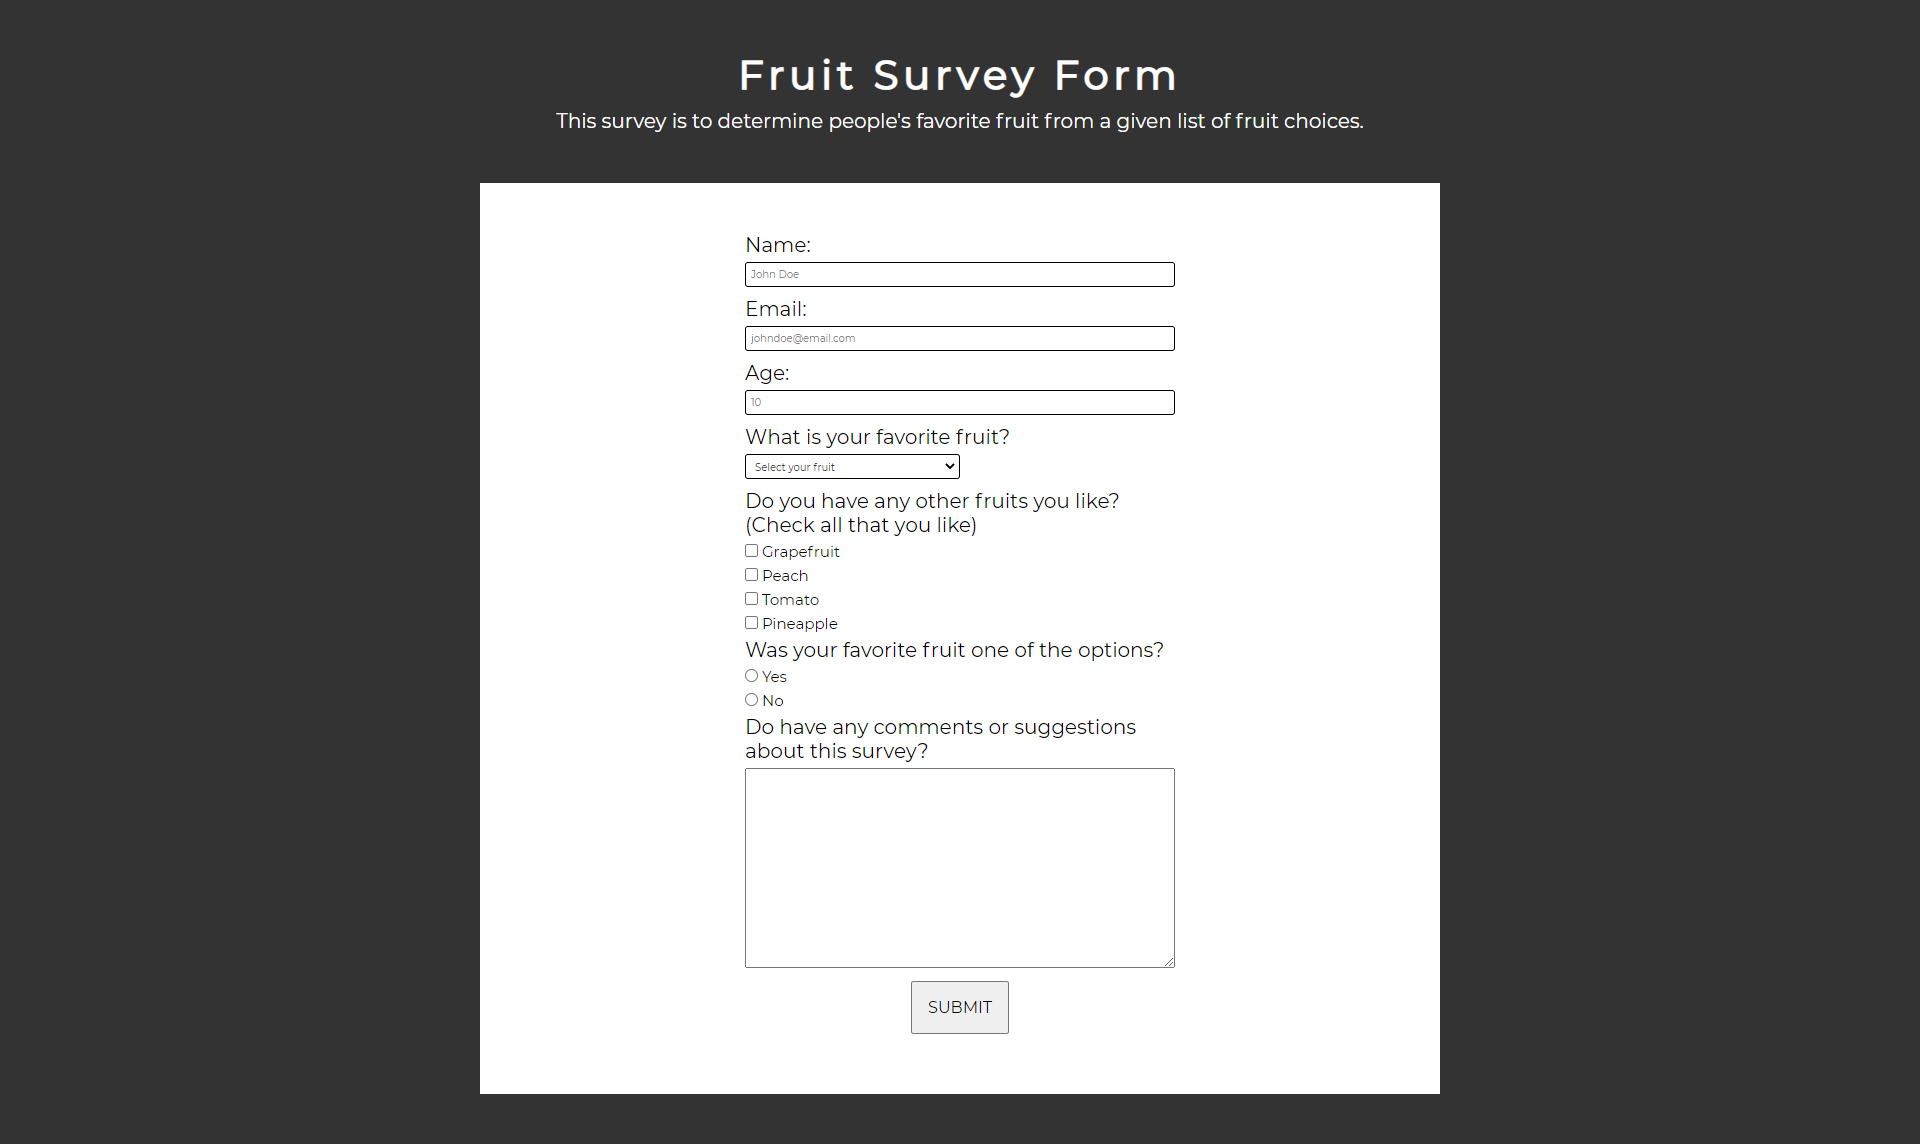 Fruit Survey Form
This survey is to determine people's favorite fruit from a given list of fruit choices.
Name:
John Doe
Email:
johndoe@email.com
Age:
10
What is your favorite fruit?
Select your fruit
Do you have any other fruits you like?
(Check all that you like)
Grapefruit
Peach
Tomato
Pineapple
Was your favorite fruit one of the options?
Yes
No
Do have any comments or suggestions
about this survey?
SUBMIT